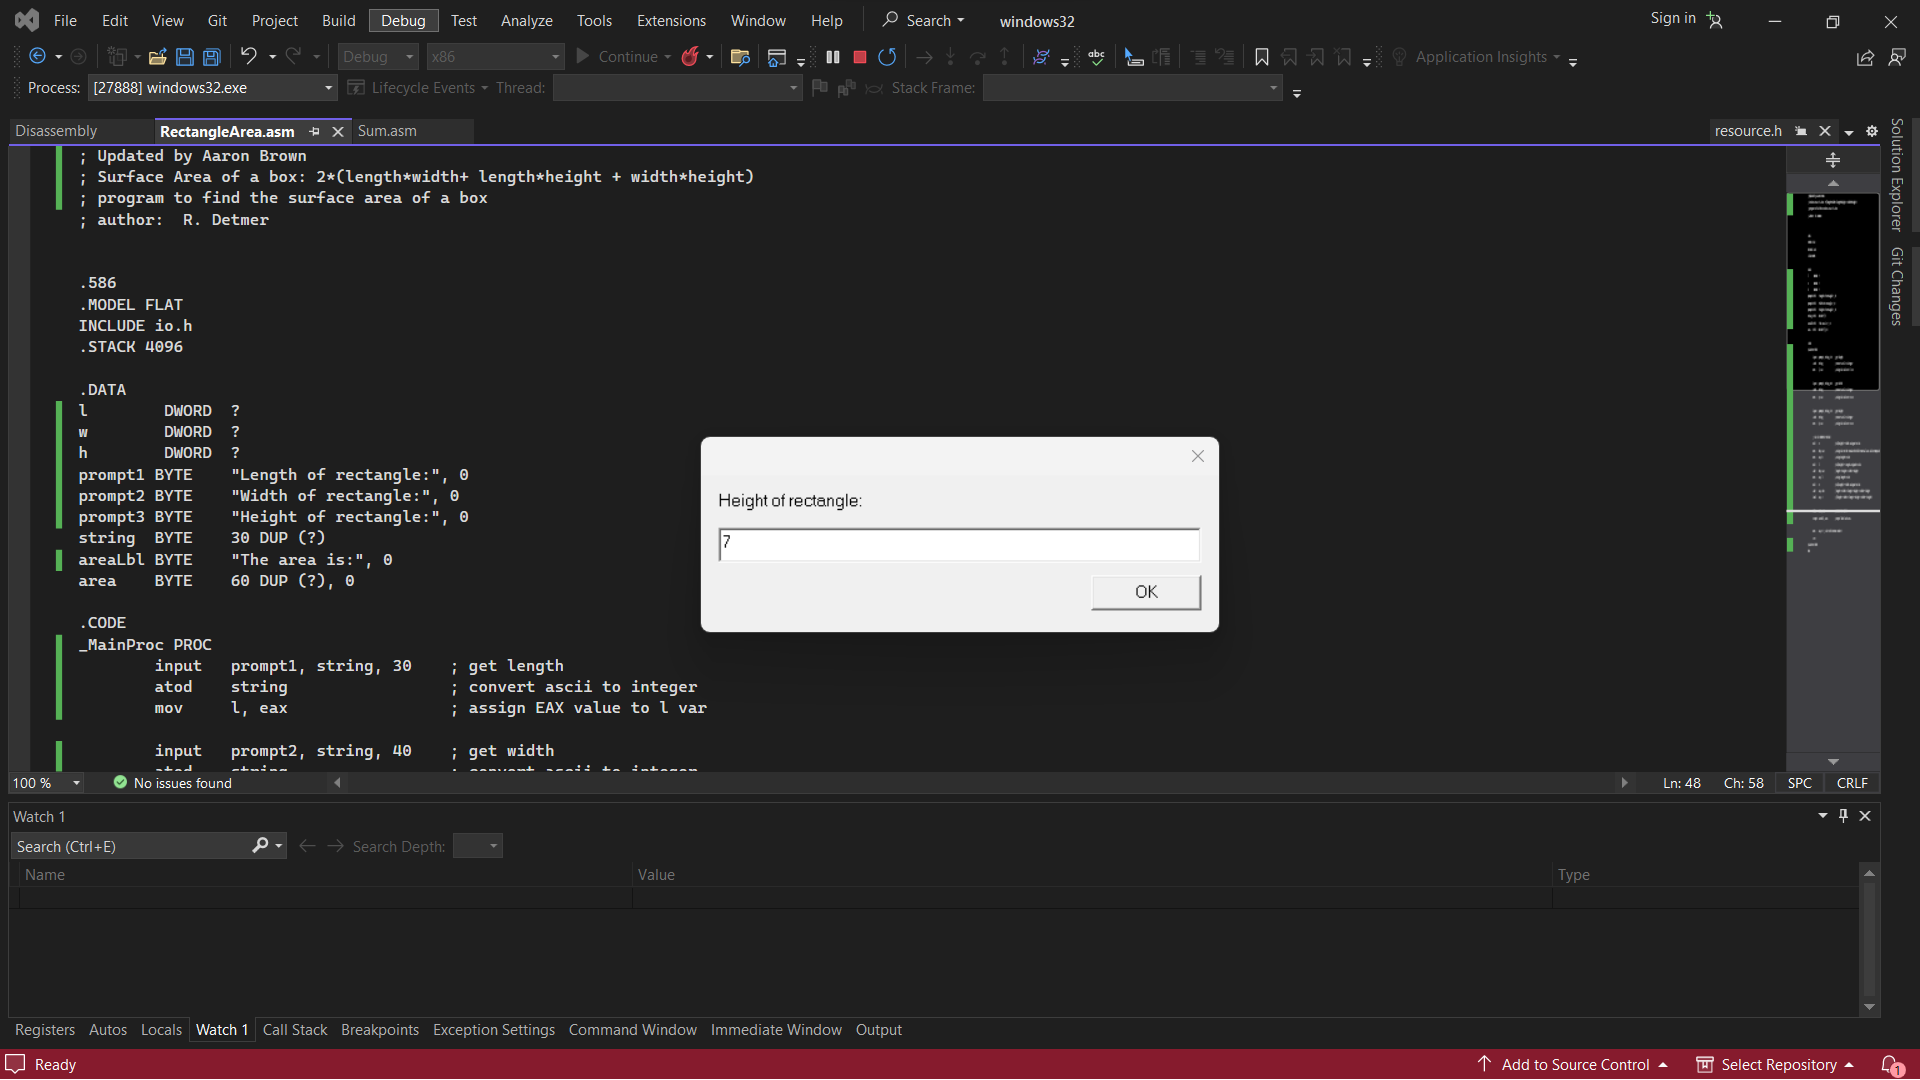 File Edit View Git Project Build Debug Test Analyze Tools Extensions Window Help Search windows32 Sign in
Debug x86 Continue Application Insights
Process: [27888] windows32.exe Lifecycle Events Thread: Stack Frame:
Disassembly RectangleArea.asm Sum.asm resource.h
; Updated by Aaron Brown
; Surface Area of a box: 2*(length*width+ length*height + width*height)
; program to find the surface area of a box
; author:  R. Detmer
.586
.MODEL FLAT
INCLUDE io.h
.STACK 4096
.DATA
l        DWORD  ?
w        DWORD  ?
h        DWORD  ?
prompt1 BYTE    "Length of rectangle:", 0
prompt2 BYTE    "Width of rectangle:", 0
prompt3 BYTE    "Height of rectangle:", 0
string  BYTE    30 DUP (?)
areaLbl BYTE    "The area is:", 0
area    BYTE    60 DUP (?), 0
.CODE
_MainProc PROC
input   prompt1, string, 30    ; get length
atod    string                 ; convert ascii to integer
mov     l, eax                 ; assign EAX value to l var
input   prompt2, string, 40    ; get width
atod    string                 ; convert ascii to integer
Height of rectangle:
7
OK
Solution Explorer
Git Changes
100 % No issues found Ln: 48 Ch: 58 SPC CRLF
Watch 1
Search (Ctrl+E) Search Depth:
Name Value Type
Registers Autos Locals Watch 1 Call Stack Breakpoints Exception Settings Command Window Immediate Window Output
Ready Add to Source Control Select Repository 1